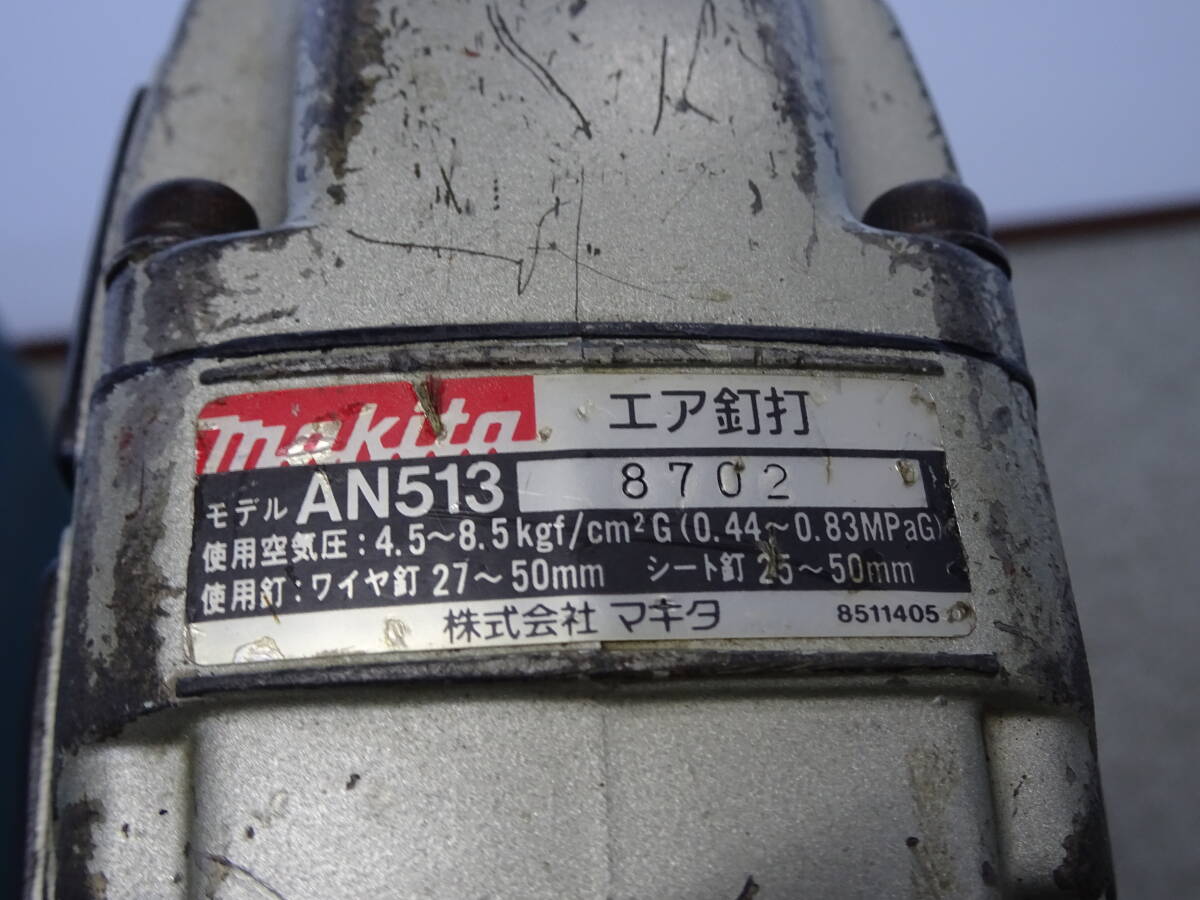 makita エア釘打
モデル AN513 8702
使用空気圧:4.5～8.5kgf/cm²G(0.44～0.83MPaG)
使用釘:ワイヤ釘 27～50mm シート釘 25～50mm
株式会社 マキタ 8511405